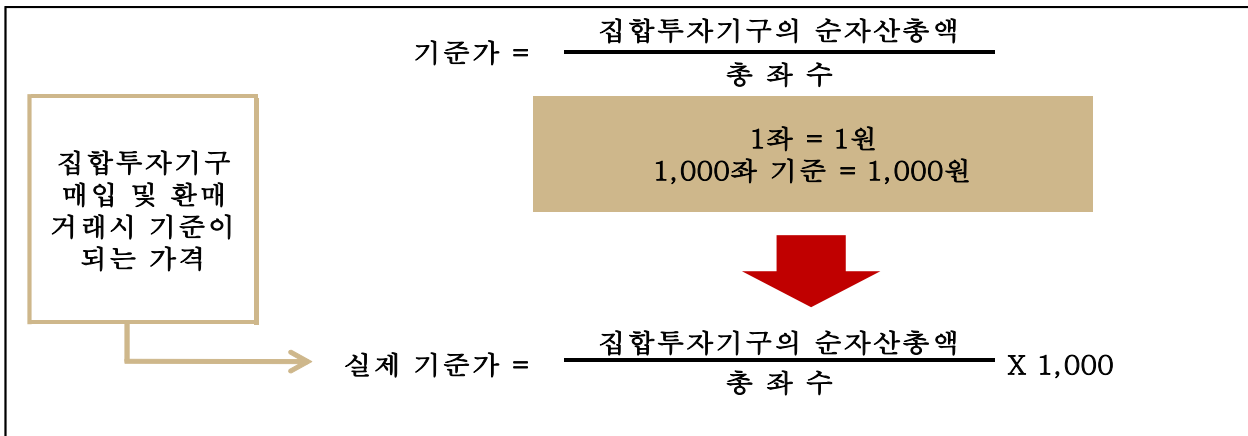 기준가 =
집합투자기구의 순자산총액
총 좌 수
1좌 = 1원
1,000좌 기준 = 1,000원
집합투자기구
매입 및 환매
거래시 기준이
되는 가격
실제 기준가 =
집합투자기구의 순자산총액
총 좌 수
X 1,000